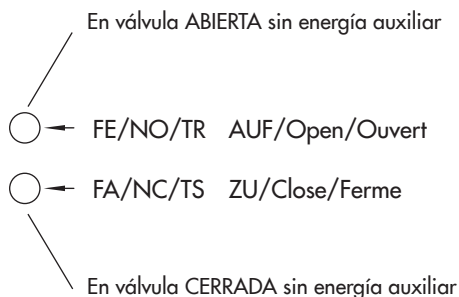 En válvula ABIERTA sin energía auxiliar
FE/NO/TR AUF/Open/Ouvert
FA/NC/TS ZU/Close/Ferme
En válvula CERRADA sin energía auxiliar